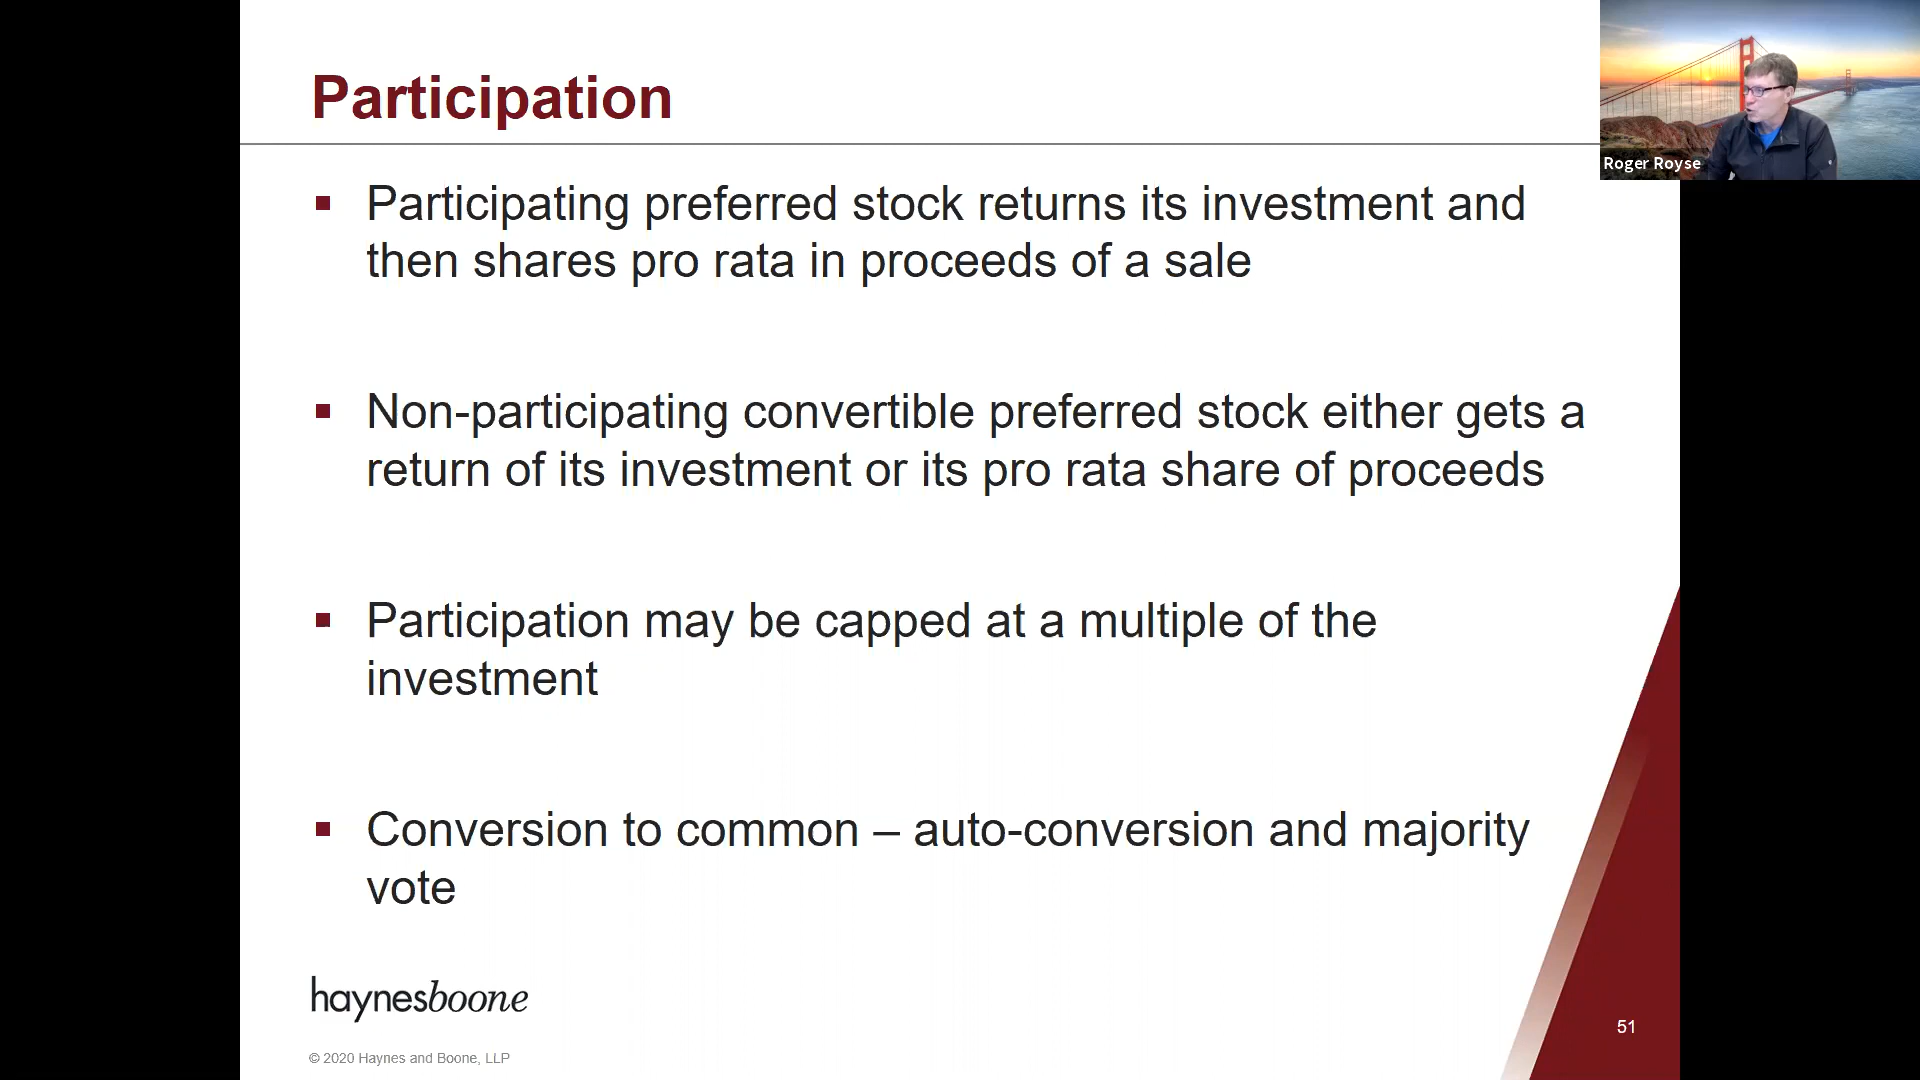 Participation
Roger Royse
Participating preferred stock returns its investment and
then shares pro rata in proceeds of a sale
Non-participating convertible preferred stock either gets a
return of its investment or its pro rata share of proceeds
Participation may be capped at a multiple of the
investment
Conversion to common – auto-conversion and majority
vote
haynesboone
51
© 2020 Haynes and Boone, LLP